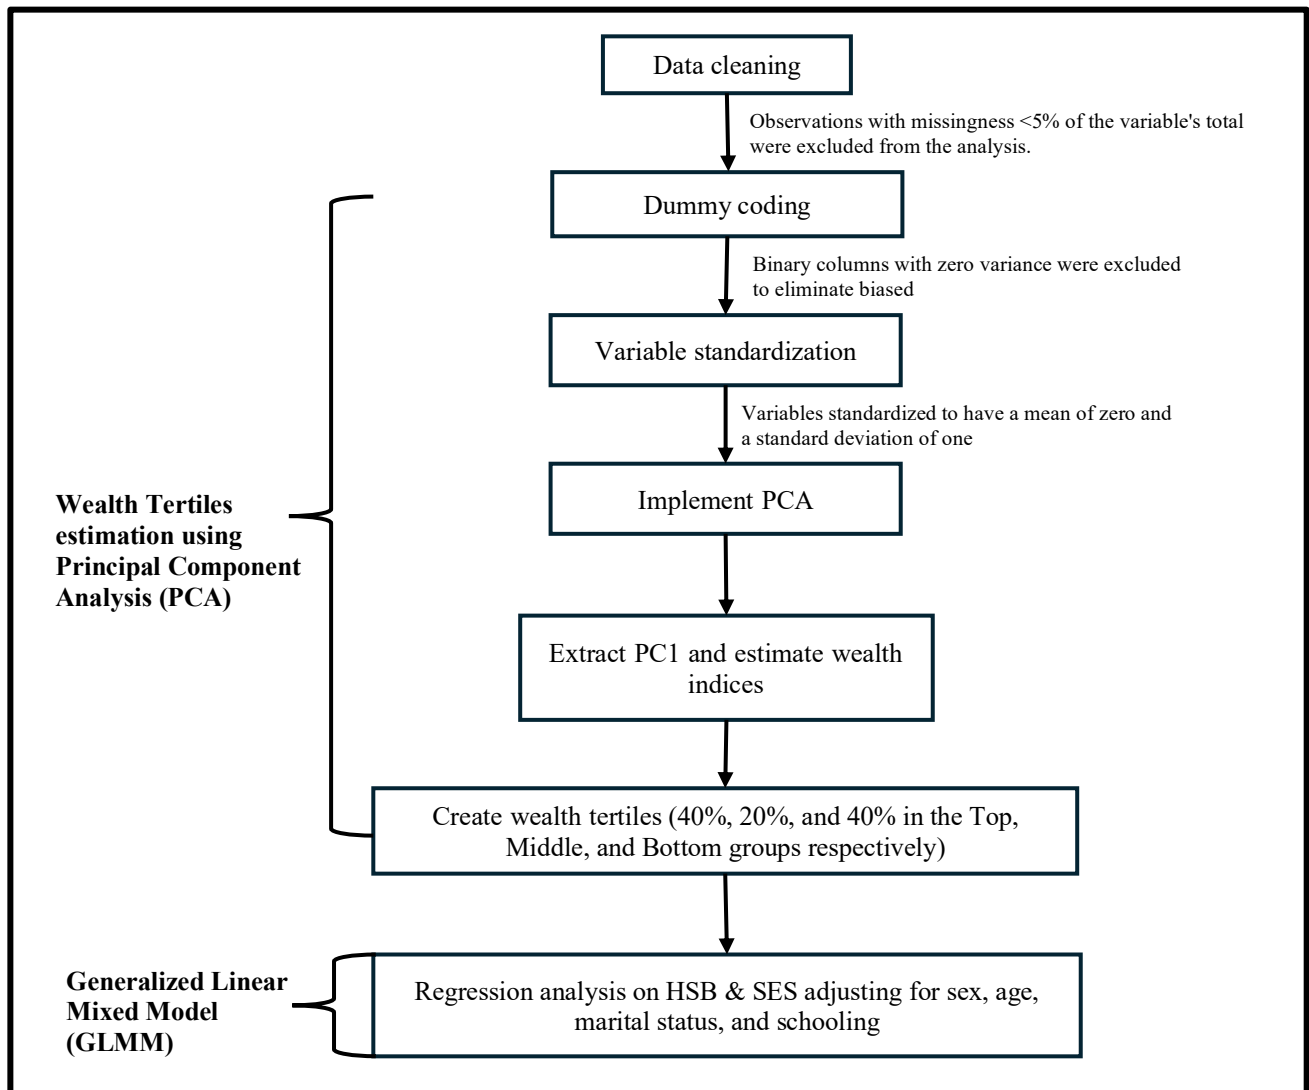 Data cleaning
Observations with missingness <5% of the variable's total
were excluded from the analysis.
Dummy coding
Binary columns with zero variance were excluded
to eliminate biased
Variable standardization
Variables standardized to have a mean of zero and
a standard deviation of one
Implement PCA
Wealth Tertiles
estimation using
Principal Component
Analysis (PCA)
Extract PC1 and estimate wealth
indices
Create wealth tertiles (40%, 20%, and 40% in the Top,
Middle, and Bottom groups respectively)
Generalized Linear
Mixed Model
(GLMM)
Regression analysis on HSB & SES adjusting for sex, age,
marital status, and schooling